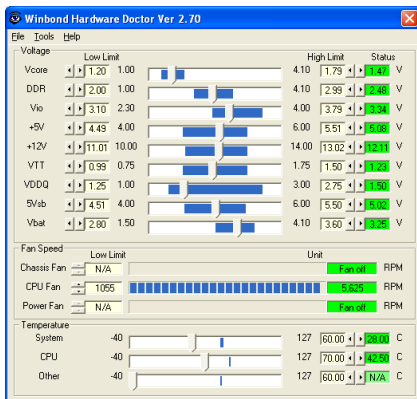 Winbond Hardware Doctor Ver 2.70
File Tools Help
Voltage
Low Limit High Limit Status
Vcore 1.20 1.00 4.10 1.79 1.47 V
DDR 2.00 1.00 4.10 2.99 2.48 V
Vio 3.10 2.30 4.00 3.79 3.34 V
+5V 4.49 4.00 6.00 5.51 5.08 V
+12V 11.01 10.00 14.00 13.02 12.11 V
VTT 0.99 0.75 1.75 1.50 1.23 V
VDDQ 1.25 1.00 3.00 2.75 1.50 V
5Vsb 4.51 4.00 6.00 5.50 5.02 V
Vbat 2.80 1.50 4.10 3.60 3.25 V
Fan Speed
Low Limit Unit
Chassis Fan N/A Fan off RPM
CPU Fan 1055 5,625 RPM
Power Fan N/A Fan off RPM
Temperature
System -40 127 60.00 28.00 C
CPU -40 127 70.00 42.50 C
Other -40 127 60.00 N/A C